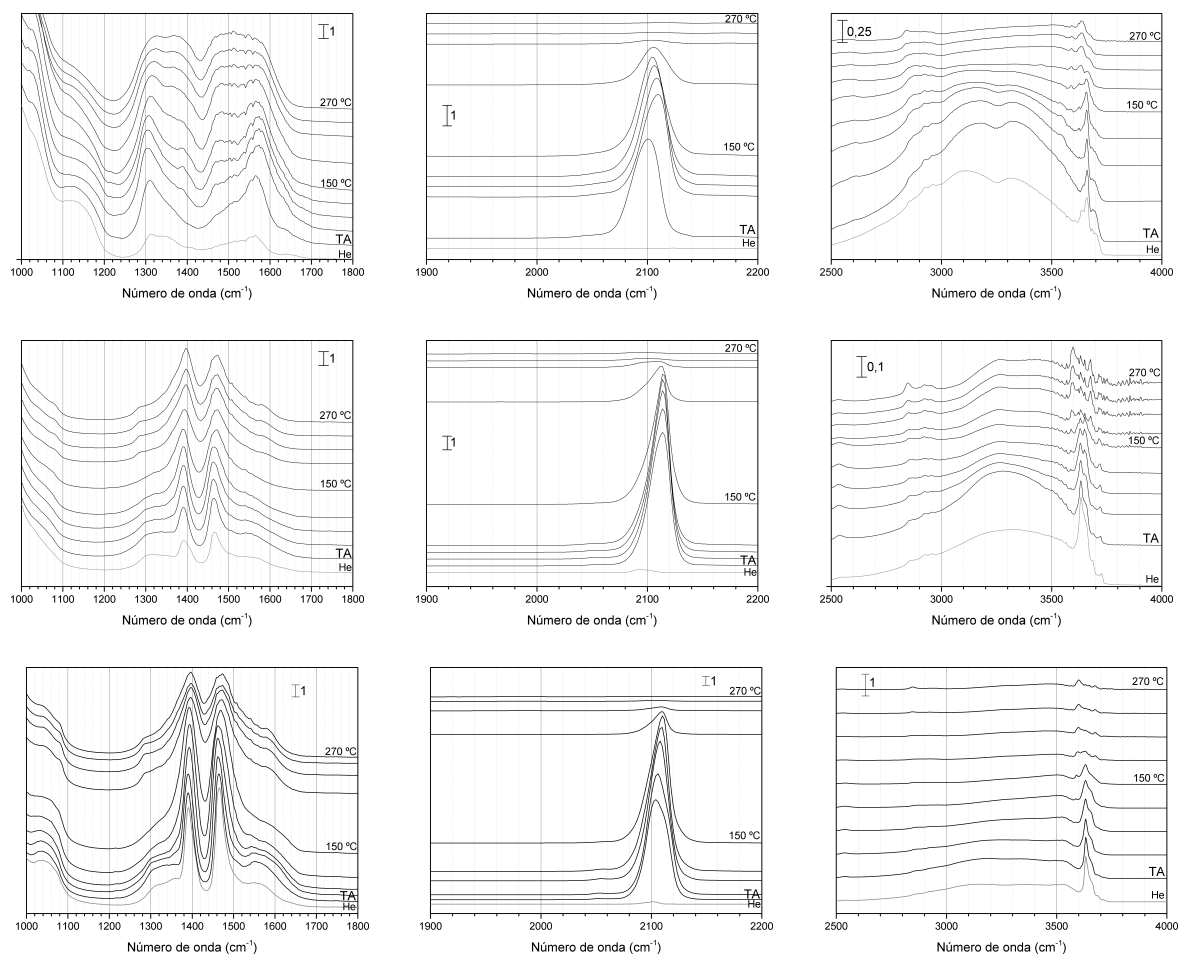 1
270 ºC
150 ºC
TA
He
1000 1100 1200 1300 1400 1500 1600 1700 1800
Número de onda (cm-1)
270 ºC
1
150 ºC
TA
He
1900 2000 2100 2200
Número de onda (cm-1)
0,25
270 ºC
150 ºC
TA
He
2500 3000 3500 4000
Número de onda (cm-1)
1
270 ºC
150 ºC
TA
He
1000 1100 1200 1300 1400 1500 1600 1700 1800
Número de onda (cm-1)
270 ºC
1
150 ºC
TA
He
1900 2000 2100 2200
Número de onda (cm-1)
0,1
270 ºC
150 ºC
TA
He
2500 3000 3500 4000
Número de onda (cm-1)
1
270 ºC
150 ºC
TA
He
1000 1100 1200 1300 1400 1500 1600 1700 1800
Número de onda (cm-1)
1
270 ºC
150 ºC
TA
He
1900 2000 2100 2200
Número de onda (cm-1)
1
270 ºC
150 ºC
TA
He
2500 3000 3500 4000
Número de onda (cm-1)